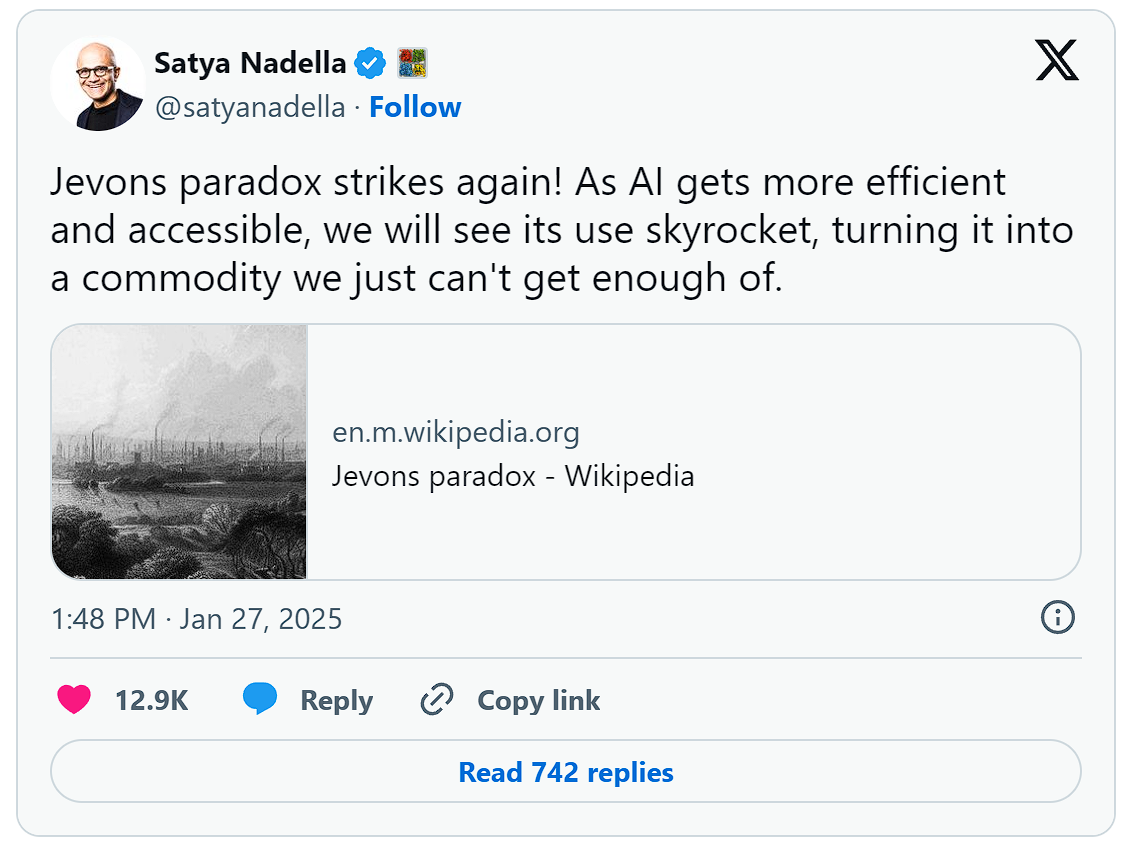 Satya Nadella
@satyanadella · Follow
Jevons paradox strikes again! As AI gets more efficient
and accessible, we will see its use skyrocket, turning it into
a commodity we just can't get enough of.
en.m.wikipedia.org
Jevons paradox - Wikipedia
1:48 PM · Jan 27, 2025
12.9K Reply Copy link
Read 742 replies